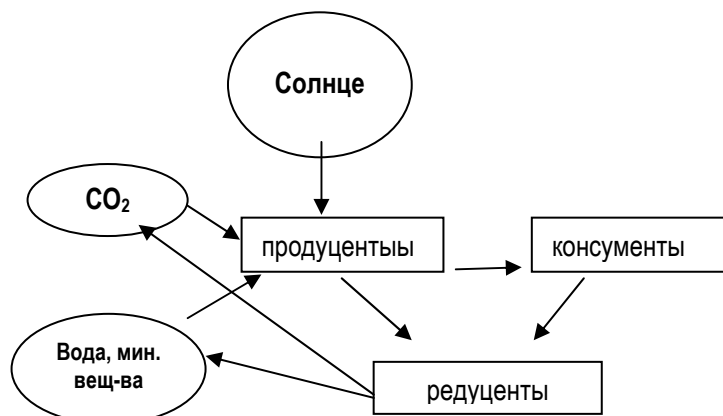 Солнце
CO₂
продуцентыы
консументы
Вода, мин.
вещ-ва
редуценты